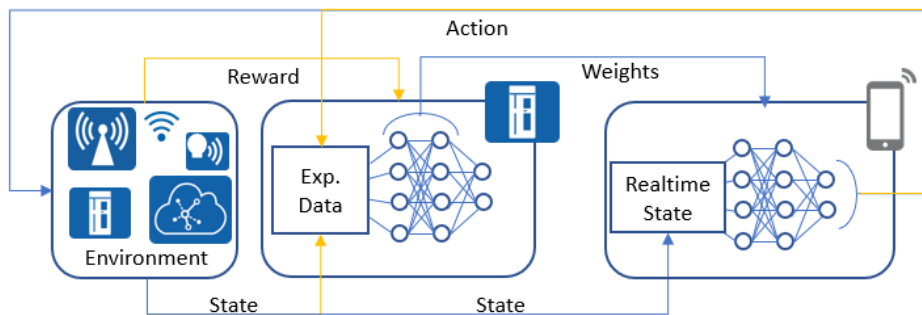 Action
Reward
Weights
Exp.
Data
Realtime
State
Environment
State
State